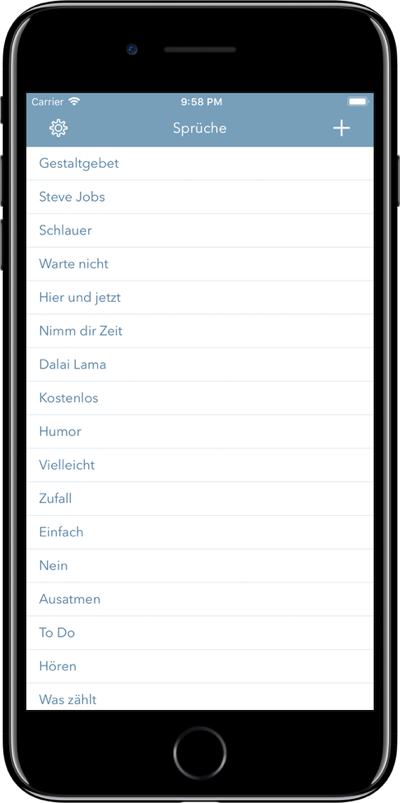 Carrier 9:58 PM
Sprüche
Gestaltgebet
Steve Jobs
Schlauer
Warte nicht
Hier und jetzt
Nimm dir Zeit
Dalai Lama
Kostenlos
Humor
Vielleicht
Zufall
Einfach
Nein
Ausatmen
To Do
Hören
Was zählt